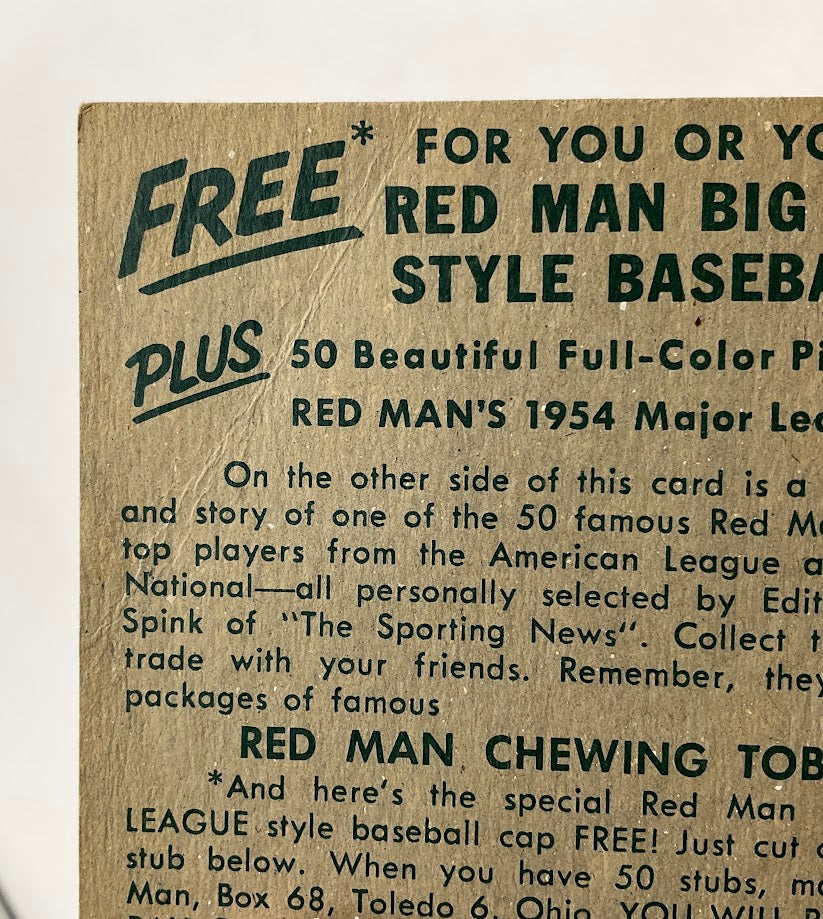 FREE* FOR YOU OR YO
RED MAN BIG
STYLE BASEBA
PLUS 50 Beautiful Full-Color Pi
RED MAN'S 1954 Major Lea
On the other side of this card is a
and story of one of the 50 famous Red Ma
top players from the American League a
National—all personally selected by Edit
Spink of "The Sporting News". Collect t
trade with your friends. Remember, they
packages of famous
RED MAN CHEWING TOB
*And here's the special Red Man
LEAGUE style baseball cap FREE! Just cut o
stub below. When you have 50 stubs, ma
Man, Box 68, Toledo 6, Ohio. YOU WILL